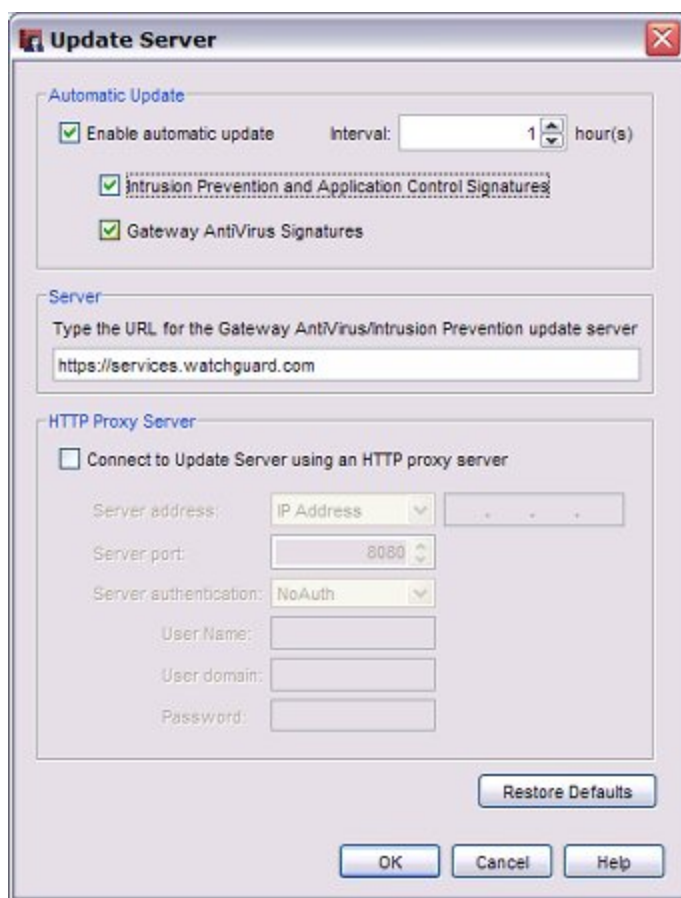 Update Server
Automatic Update
Enable automatic update Interval: 1 hour(s)
Intrusion Prevention and Application Control Signatures
Gateway AntiVirus Signatures
Server
Type the URL for the Gateway AntiVirus/Intrusion Prevention update server
https://services.watchguard.com
HTTP Proxy Server
Connect to Update Server using an HTTP proxy server
Server address: IP Address . . .
Server port: 8080
Server authentication: NoAuth
User Name:
User domain:
Password:
Restore Defaults
OK Cancel Help